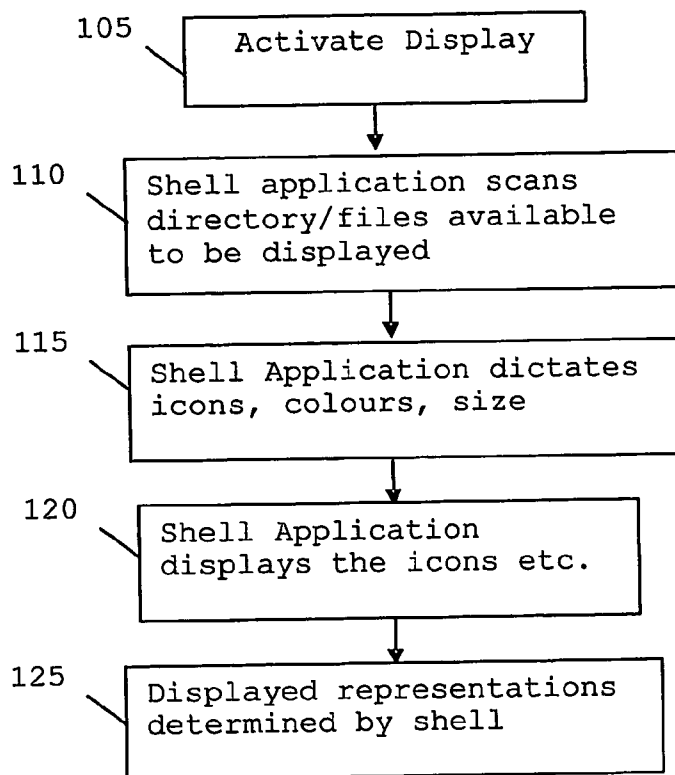 105
Activate Display
110
Shell application scans
directory/files available
to be displayed
115
Shell Application dictates
icons, colours, size
120
Shell Application
displays the icons etc.
125
Displayed representations
determined by shell